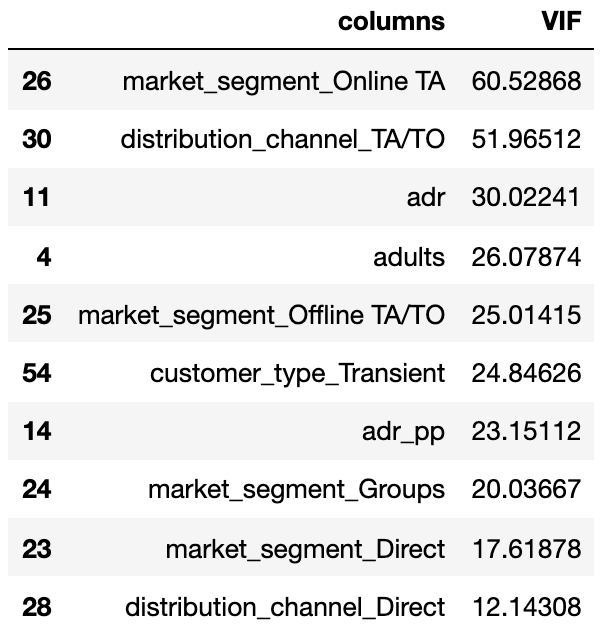 columns VIF
26 market_segment_Online TA 60.52868
30 distribution_channel_TA/TO 51.96512
11 adr 30.02241
4 adults 26.07874
25 market_segment_Offline TA/TO 25.01415
54 customer_type_Transient 24.84626
14 adr_pp 23.15112
24 market_segment_Groups 20.03667
23 market_segment_Direct 17.61878
28 distribution_channel_Direct 12.14308